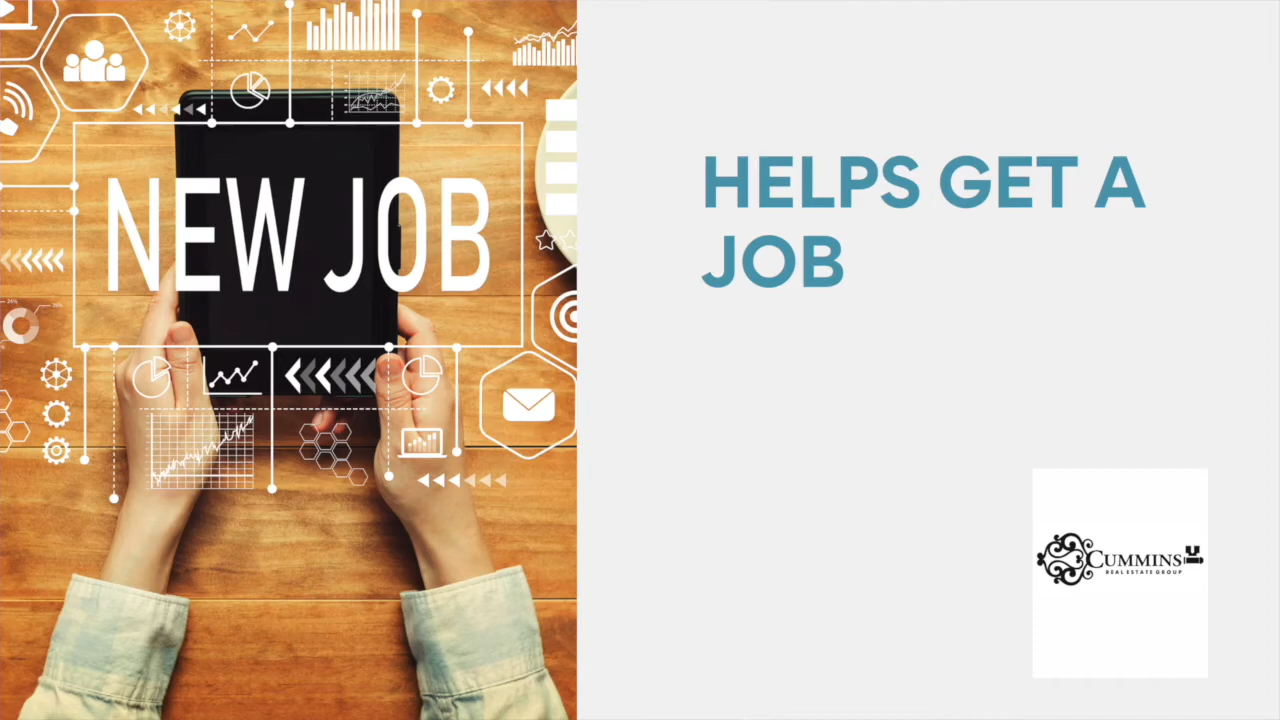 NEW JOB
HELPS GET A
JOB
CUMMINS
REAL ESTATE GROUP